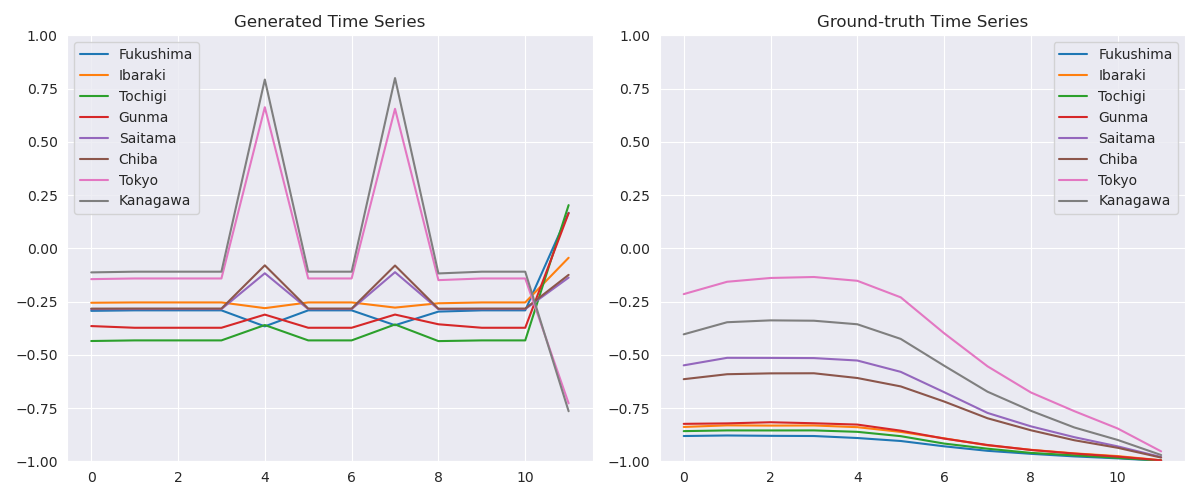 Generated Time Series
1.00
0.75
0.50
0.25
0.00
−0.25
−0.50
−0.75
−1.00
0
2
4
6
8
10
Fukushima
Ibaraki
Tochigi
Gunma
Saitama
Chiba
Tokyo
Kanagawa
Ground-truth Time Series
1.00
0.75
0.50
0.25
0.00
−0.25
−0.50
−0.75
−1.00
0
2
4
6
8
10
Fukushima
Ibaraki
Tochigi
Gunma
Saitama
Chiba
Tokyo
Kanagawa